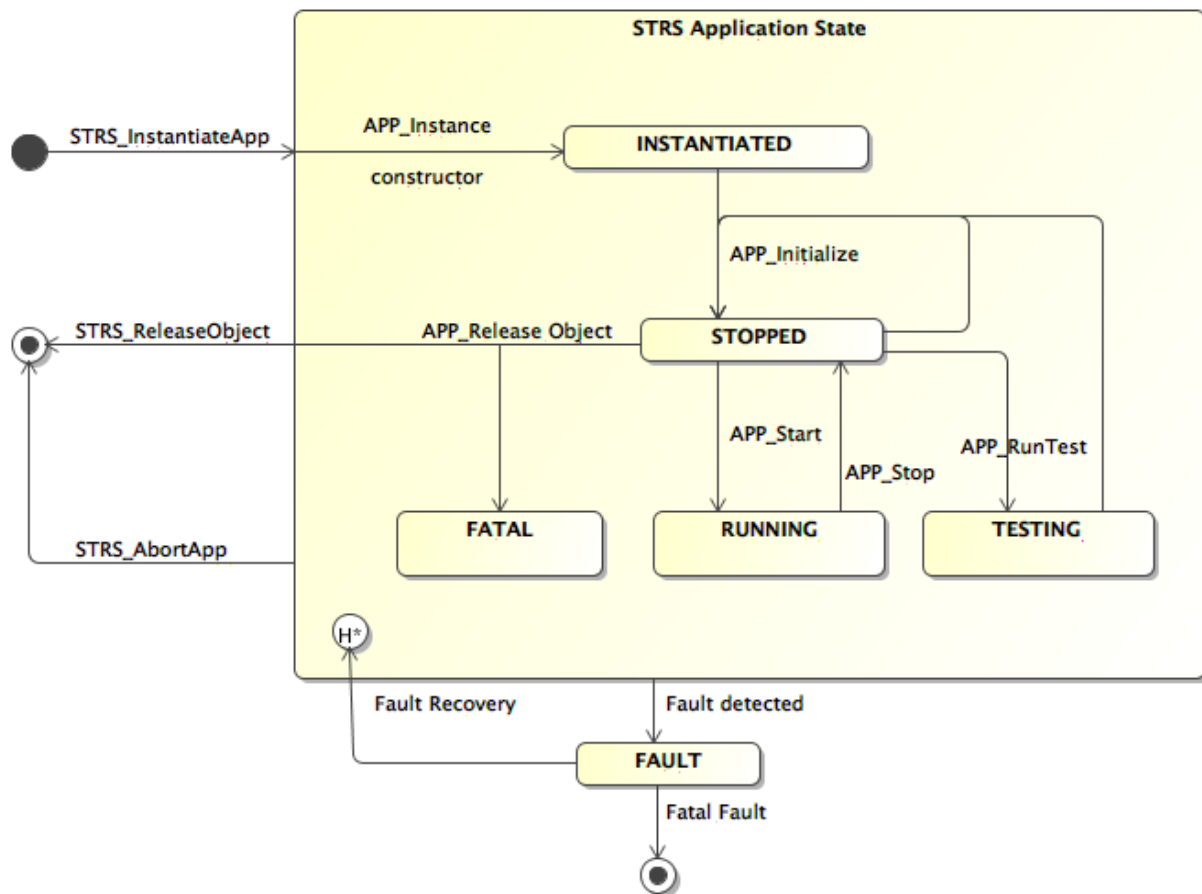 STRS Application State
STRS_InstantiateApp
APP_Instance
constructor
INSTANTIATED
APP_Initialize
STRS_ReleaseObject
APP_Release Object
STOPPED
APP_Start
APP_Stop
APP_RunTest
FATAL
RUNNING
TESTING
STRS_AbortApp
H*
Fault Recovery
Fault detected
FAULT
Fatal Fault